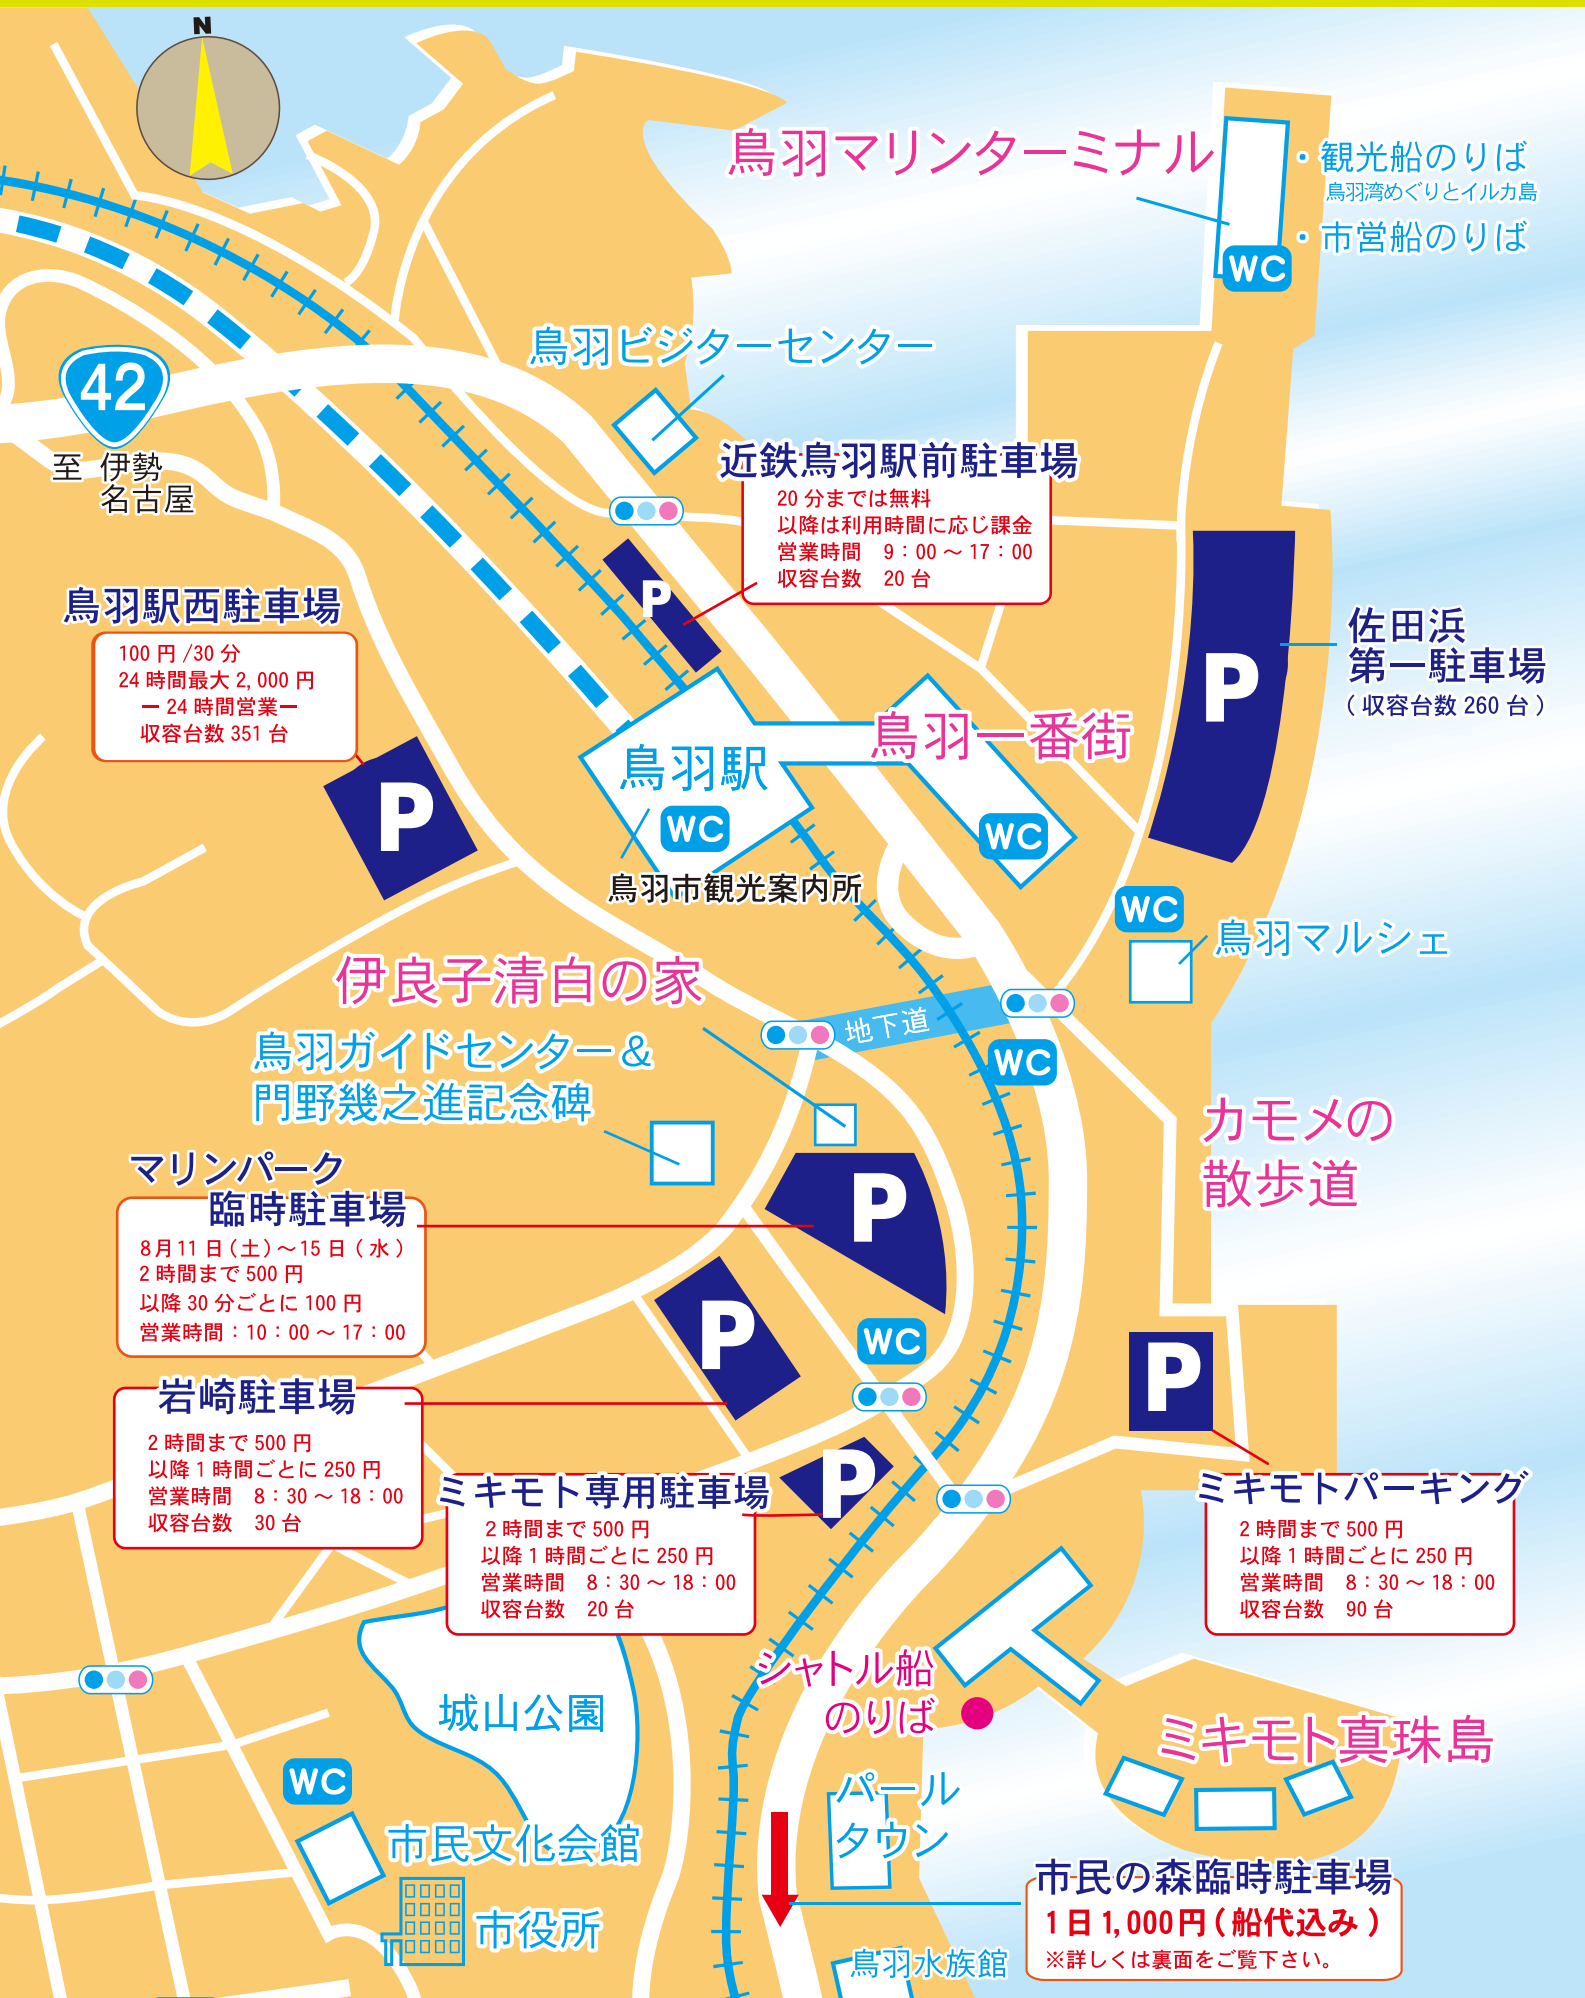 N
鳥羽マリンターミナル
・観光船のりば
鳥羽湾めぐりとイルカ島
・市営船のりば
WC
鳥羽ビジターセンター
42
至 伊勢
名古屋
近鉄鳥羽駅前駐車場
20分までは無料
以降は利用時間に応じ課金
営業時間 9：00～17：00
収容台数 20台
P
鳥羽駅西駐車場
100円/30分
24時間最大2,000円
ー24時間営業ー
収容台数351台
P
佐田浜
第一駐車場
(収容台数260台)
P
鳥羽一番街
WC
鳥羽駅
WC
鳥羽市観光案内所
WC
鳥羽マルシェ
伊良子清白の家
地下道
WC
鳥羽ガイドセンター＆
門野幾之進記念碑
カモメの
散歩道
マリンパーク
臨時駐車場
8月11日(土)～15日(水)
2時間まで500円
以降30分ごとに100円
営業時間：10：00～17：00
P
P
WC
P
岩崎駐車場
2時間まで500円
以降1時間ごとに250円
営業時間 8：30～18：00
収容台数 30台
ミキモト専用駐車場
2時間まで500円
以降1時間ごとに250円
営業時間 8：30～18：00
収容台数 20台
P
ミキモトパーキング
2時間まで500円
以降1時間ごとに250円
営業時間 8：30～18：00
収容台数 90台
シャトル船
のりば
城山公園
ミキモト真珠島
WC
パール
タウン
市民文化会館
市民の森臨時駐車場
1日1,000円(船代込み)
※詳しくは裏面をご覧下さい。
市役所
鳥羽水族館